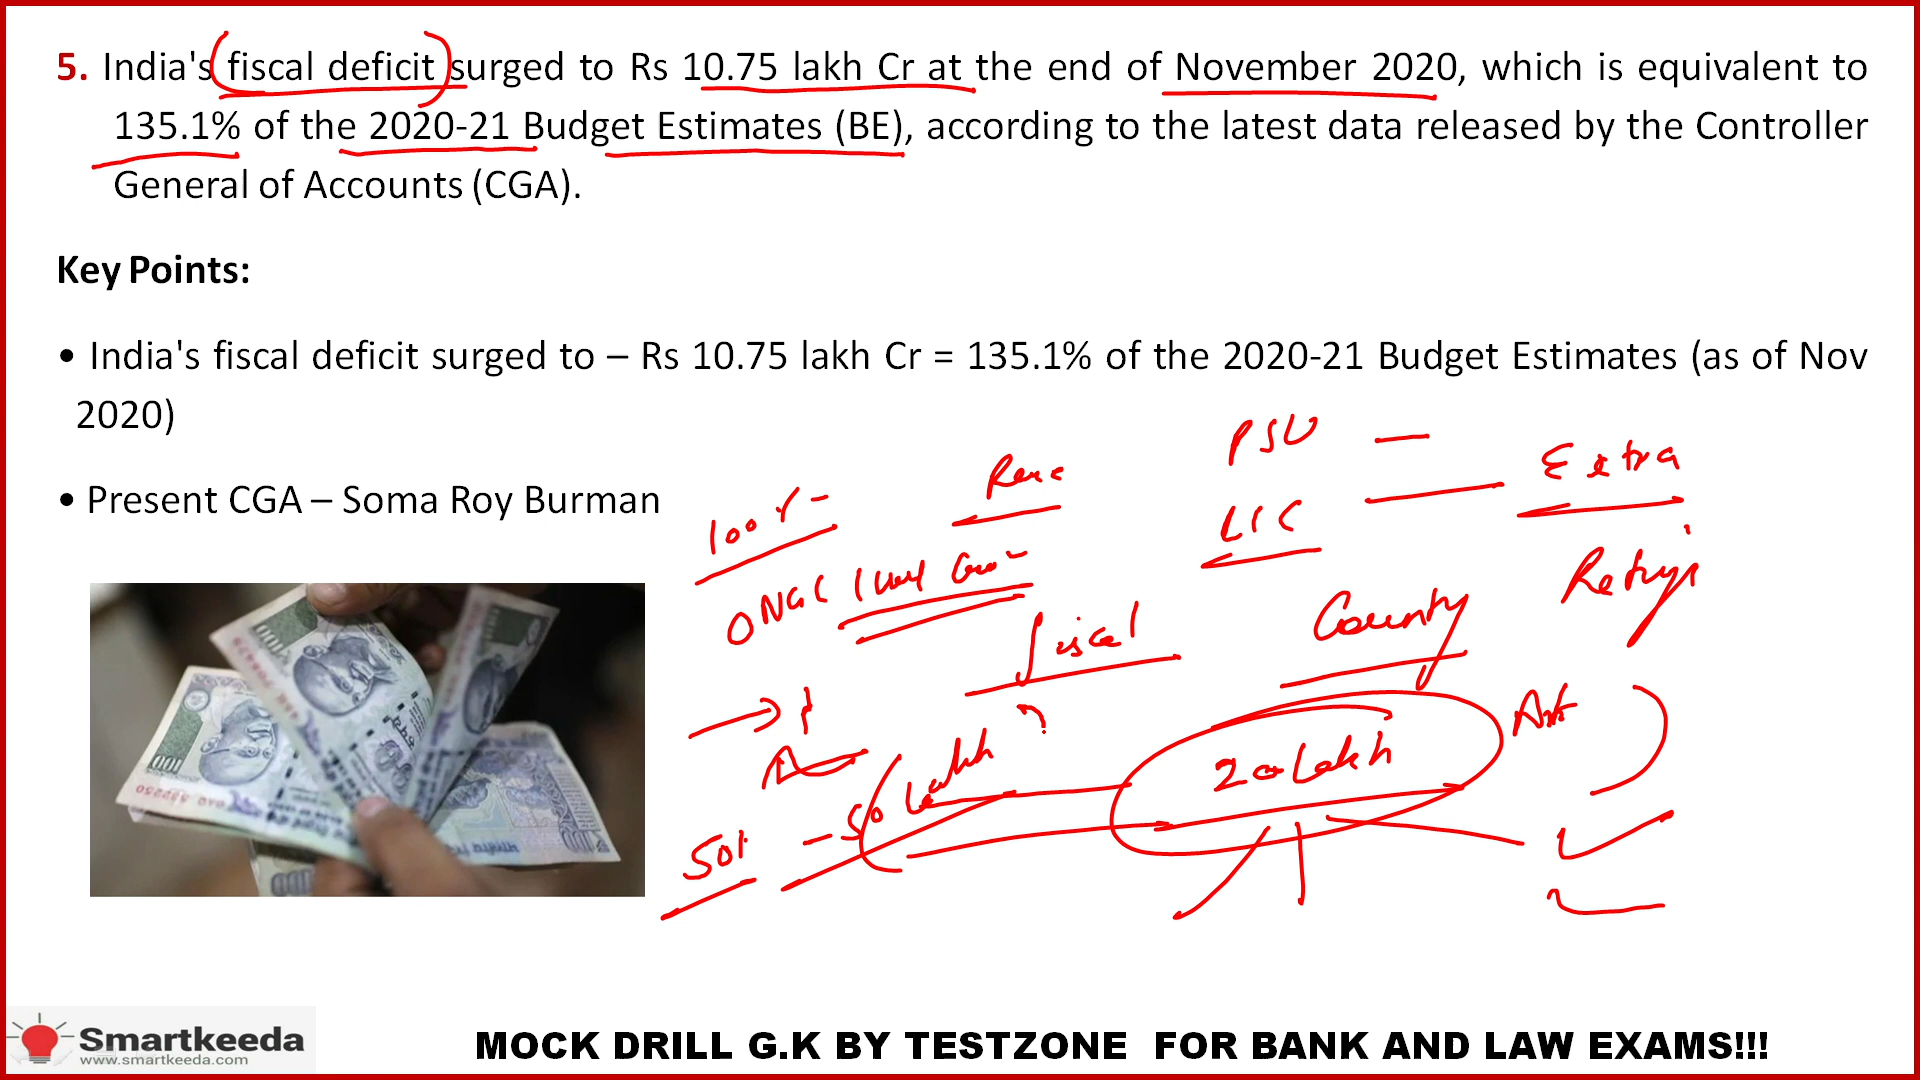 5. India's fiscal deficit surged to Rs 10.75 lakh Cr at the end of November 2020, which is equivalent to
135.1% of the 2020-21 Budget Estimates (BE), according to the latest data released by the Controller
General of Accounts (CGA).
Key Points:
• India's fiscal deficit surged to – Rs 10.75 lakh Cr = 135.1% of the 2020-21 Budget Estimates (as of Nov
2020)
• Present CGA – Soma Roy Burman
PSU
Extra
LIC
ONGC
fiscal
County
20 Lakh
50 Lakh
50%
100
Smartkeeda
www.smartkeeda.com
MOCK DRILL G.K BY TESTZONE FOR BANK AND LAW EXAMS!!!